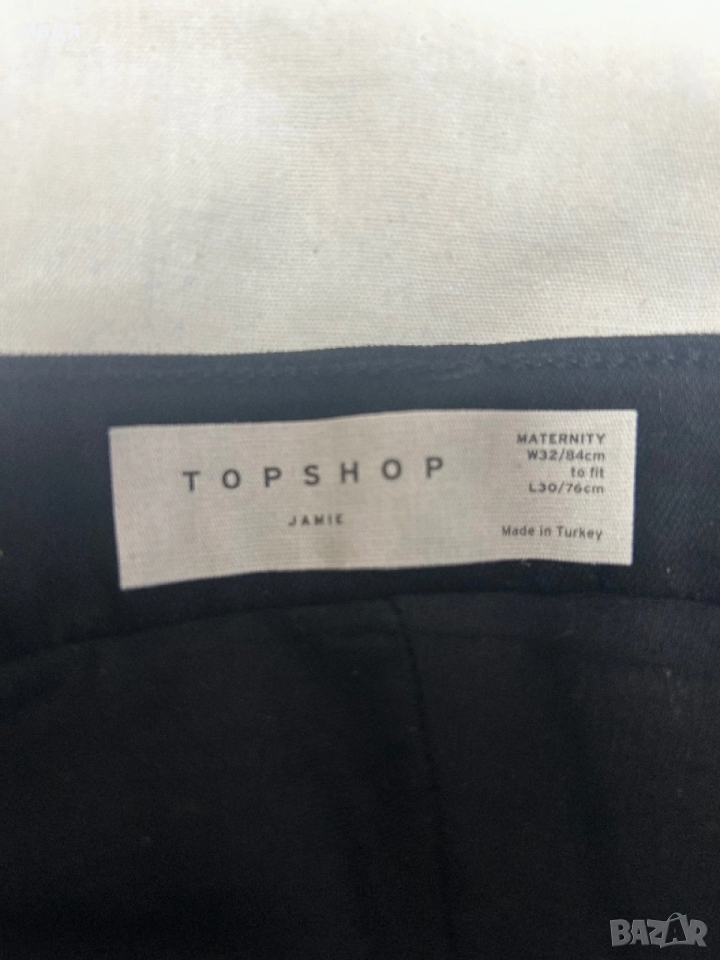 TOPSHOP
JAMIE
MATERNITY
W32/84cm
to fit
L30/76cm
Made in Turkey
BAZAR